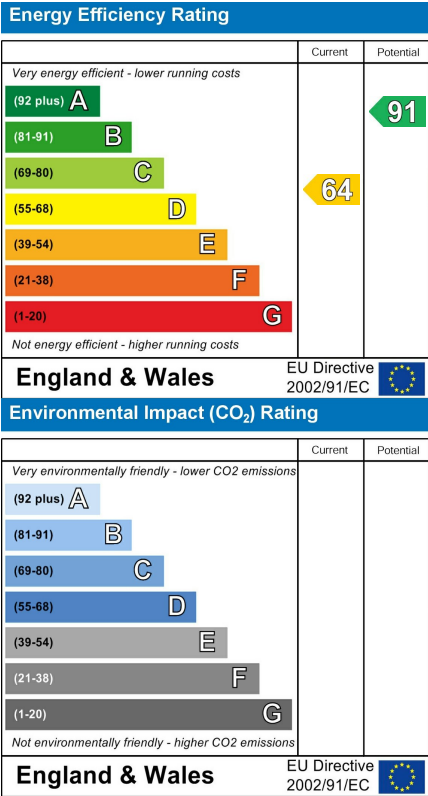 Energy Efficiency Rating
Current Potential
Very energy efficient - lower running costs
(92 plus) A
(81-91) B
(69-80) C
(55-68) D
(39-54) E
(21-38) F
(1-20) G
91
64
Not energy efficient - higher running costs
England & Wales
EU Directive
2002/91/EC
Environmental Impact (CO₂) Rating
Current Potential
Very environmentally friendly - lower CO2 emissions
(92 plus) A
(81-91) B
(69-80) C
(55-68) D
(39-54) E
(21-38) F
(1-20) G
Not environmentally friendly - higher CO2 emissions
England & Wales
EU Directive
2002/91/EC